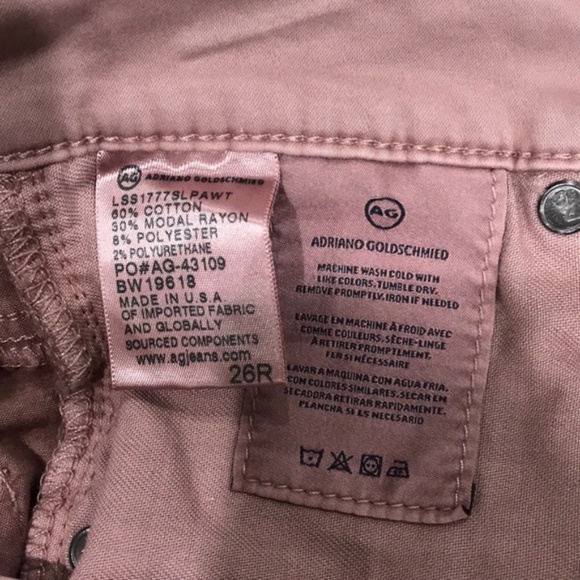 AG ADRIANO GOLDSCHMIED
LSS1777SLPAWT
60% COTTON
30% MODAL RAYON
8% POLYESTER
2% POLYURETHANE
PO#AG-43109
BW19618
MADE IN U.S.A
OF IMPORTED FABRIC
AND GLOBALLY
SOURCED COMPONENTS
www.agjeans.com
26R
AG
ADRIANO GOLDSCHMIED
MACHINE WASH COLD WITH
LIKE COLORS, TUMBLE DRY.
REMOVE PROMPTLY, IRON IF NEEDED
LAVAGE EN MACHINE À FROID AVEC
COMME COULEURS, SÈCHE-LINGE
À RETIRER PROMPTEMENT.
FER SI NÉCESSAIRE
LAVAR A MAQUINA CON AGUA FRIA,
CON COLORES SIMILARES. SECAR EN
SECADORA RETIRAR RAPIDAMENTE.
PLANCHA SI ES NECESARIO